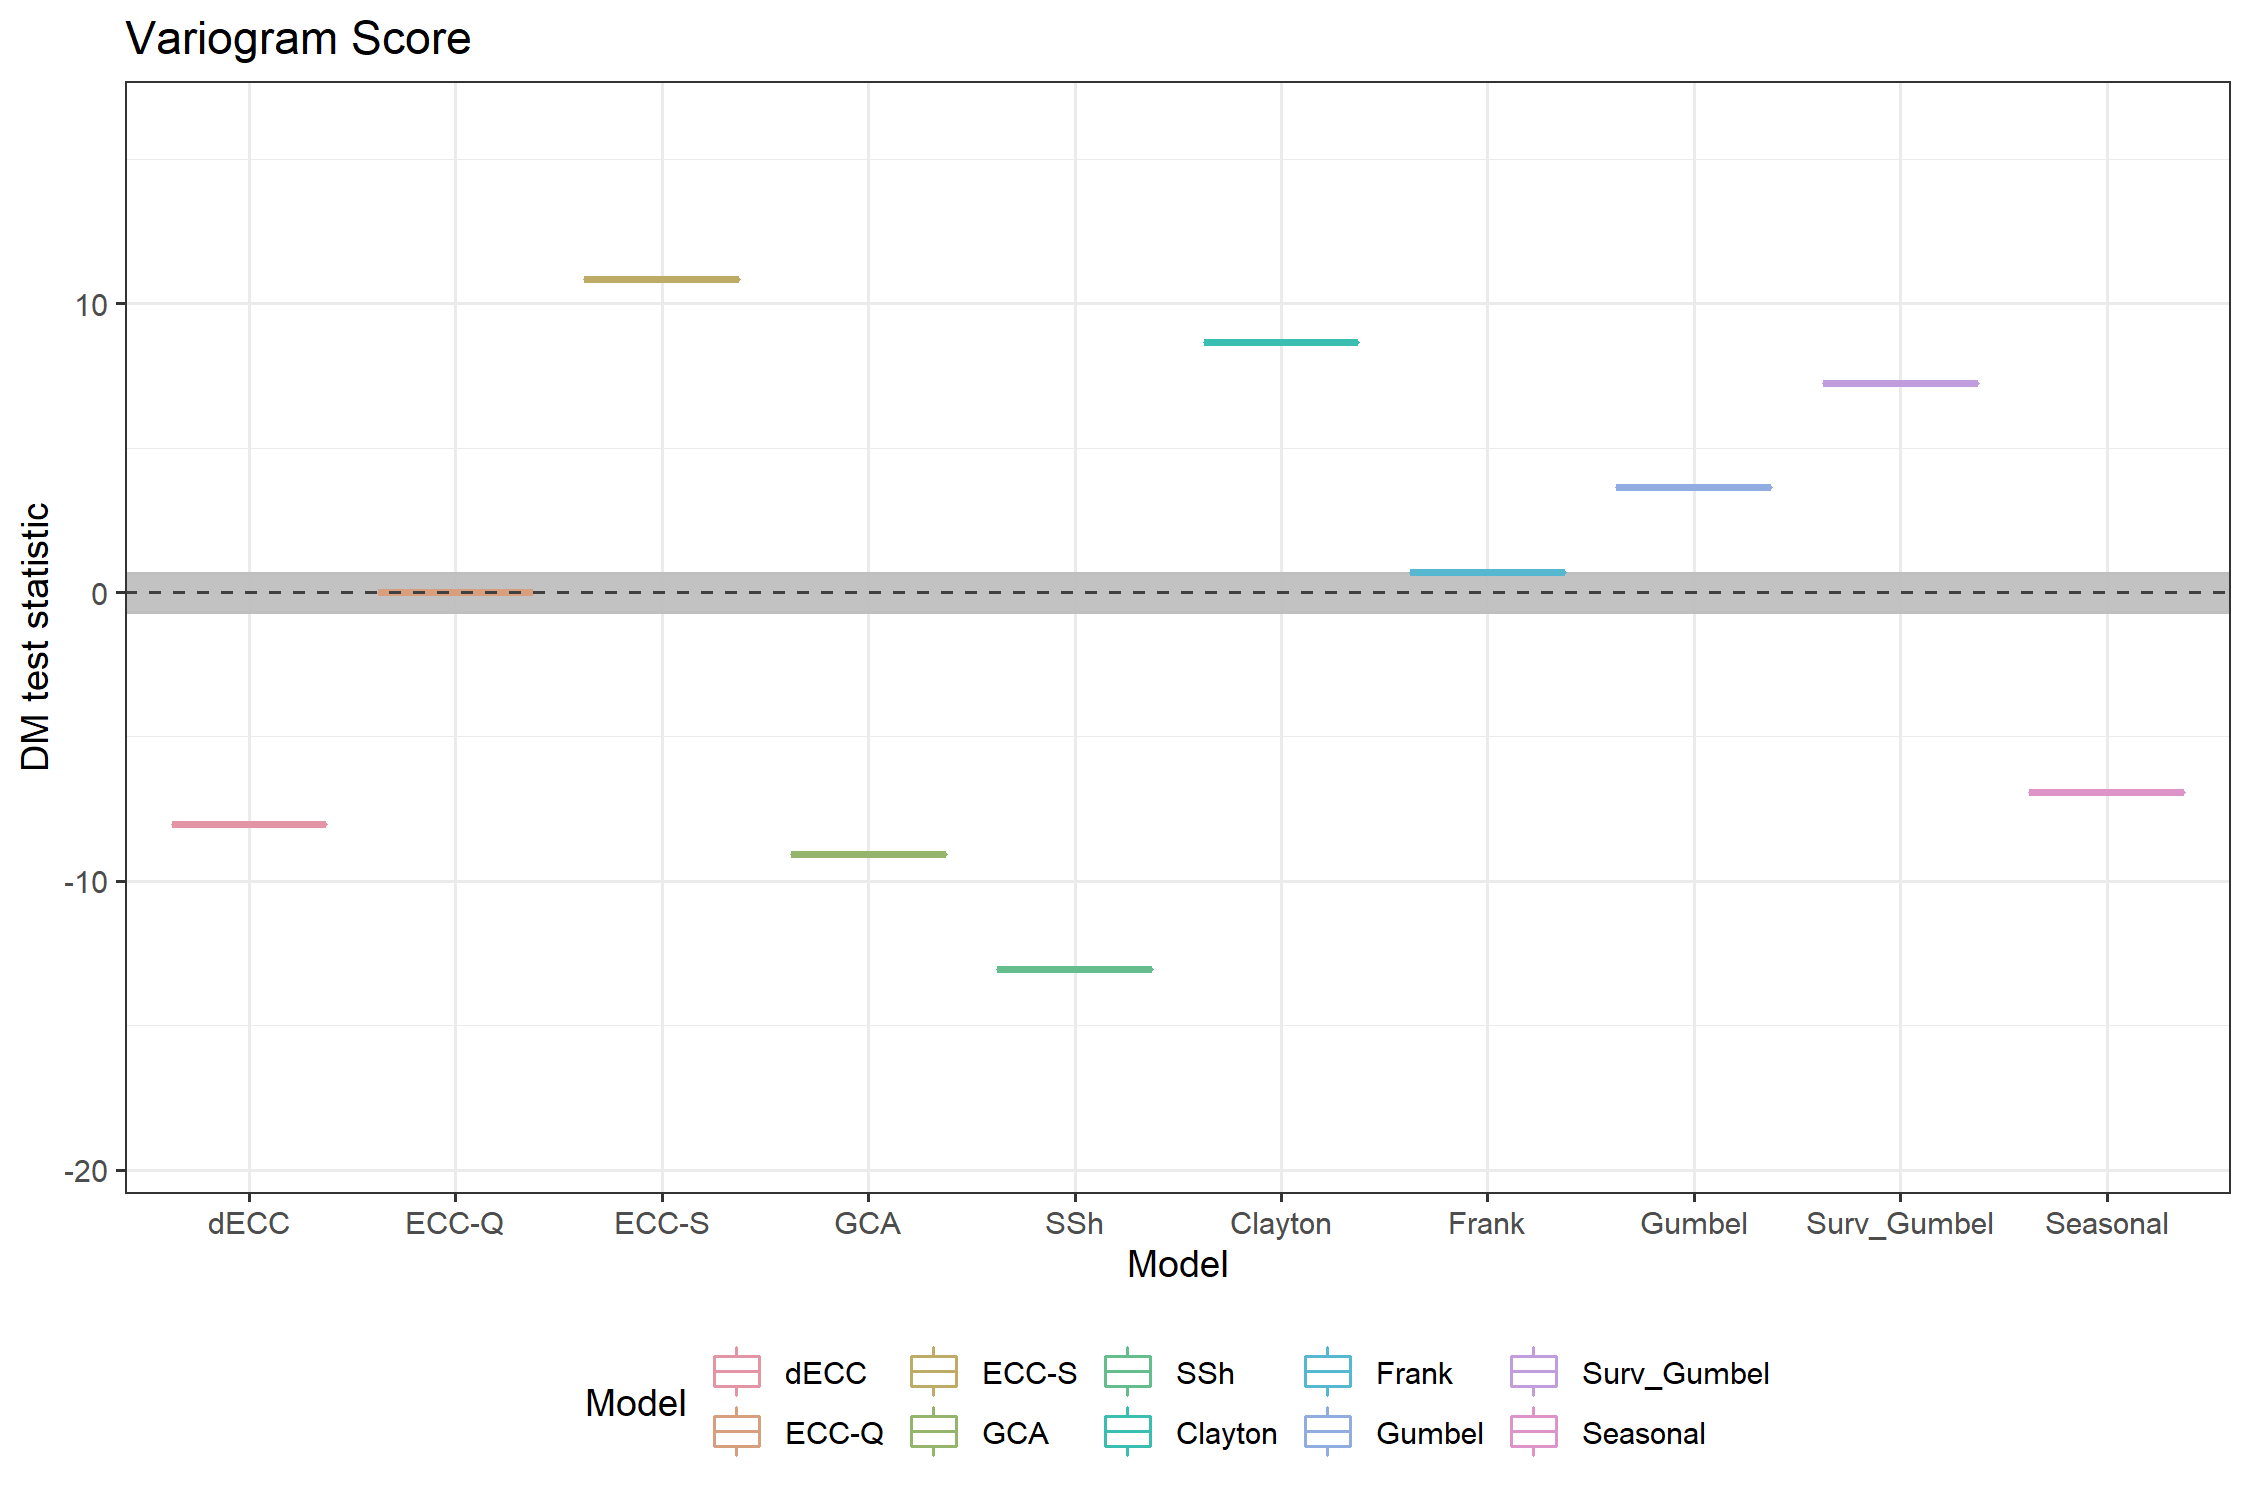 Variogram Score
DM test statistic
10
0
-10
-20
dECC ECC-Q ECC-S GCA SSh Clayton Frank Gumbel Surv_Gumbel Seasonal
Model
Model
dECC ECC-S SSh Frank Surv_Gumbel
ECC-Q GCA Clayton Gumbel Seasonal